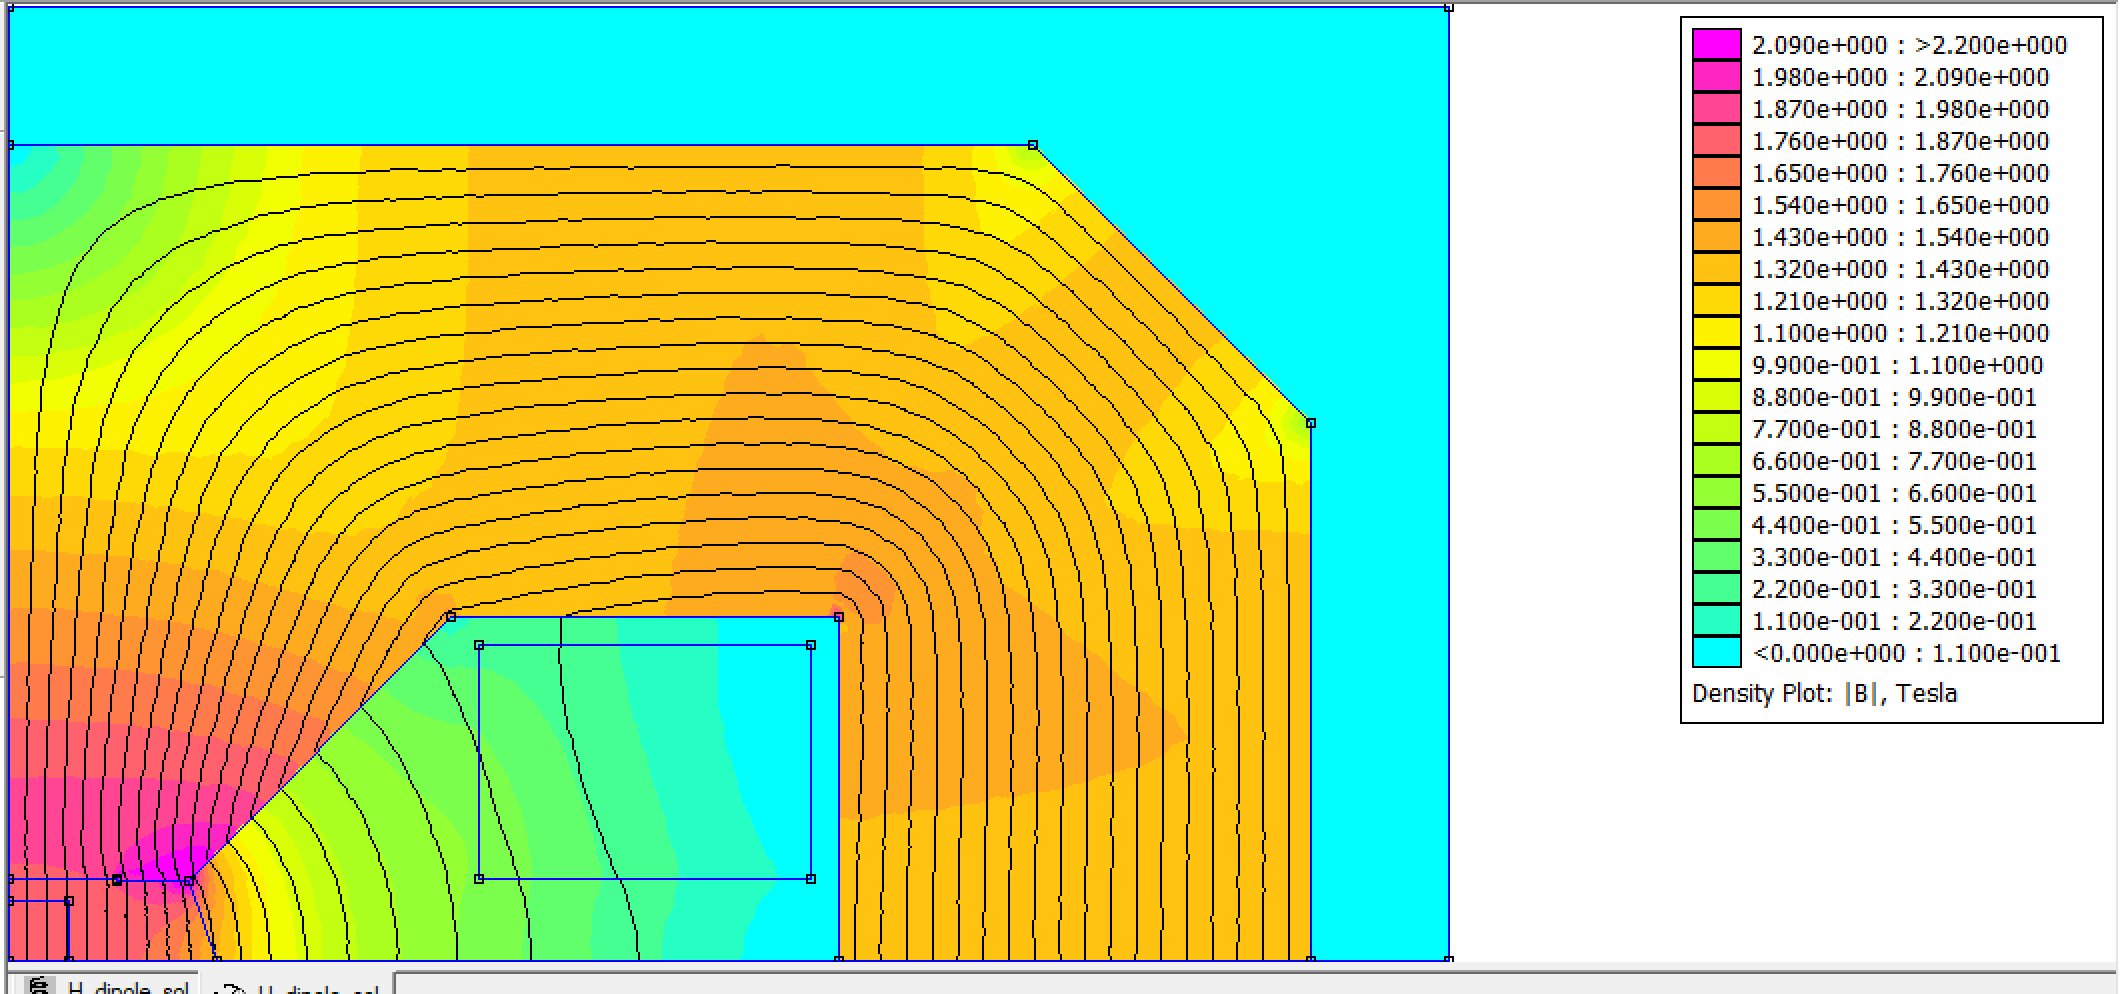 2.090e+000 : >2.200e+000
1.980e+000 : 2.090e+000
1.870e+000 : 1.980e+000
1.760e+000 : 1.870e+000
1.650e+000 : 1.760e+000
1.540e+000 : 1.650e+000
1.430e+000 : 1.540e+000
1.320e+000 : 1.430e+000
1.210e+000 : 1.320e+000
1.100e+000 : 1.210e+000
9.900e-001 : 1.100e+000
8.800e-001 : 9.900e-001
7.700e-001 : 8.800e-001
6.600e-001 : 7.700e-001
5.500e-001 : 6.600e-001
4.400e-001 : 5.500e-001
3.300e-001 : 4.400e-001
2.200e-001 : 3.300e-001
1.100e-001 : 2.200e-001
<0.000e+000 : 1.100e-001
Density Plot: |B|, Tesla
H_dipole_sol H_dipole_sol